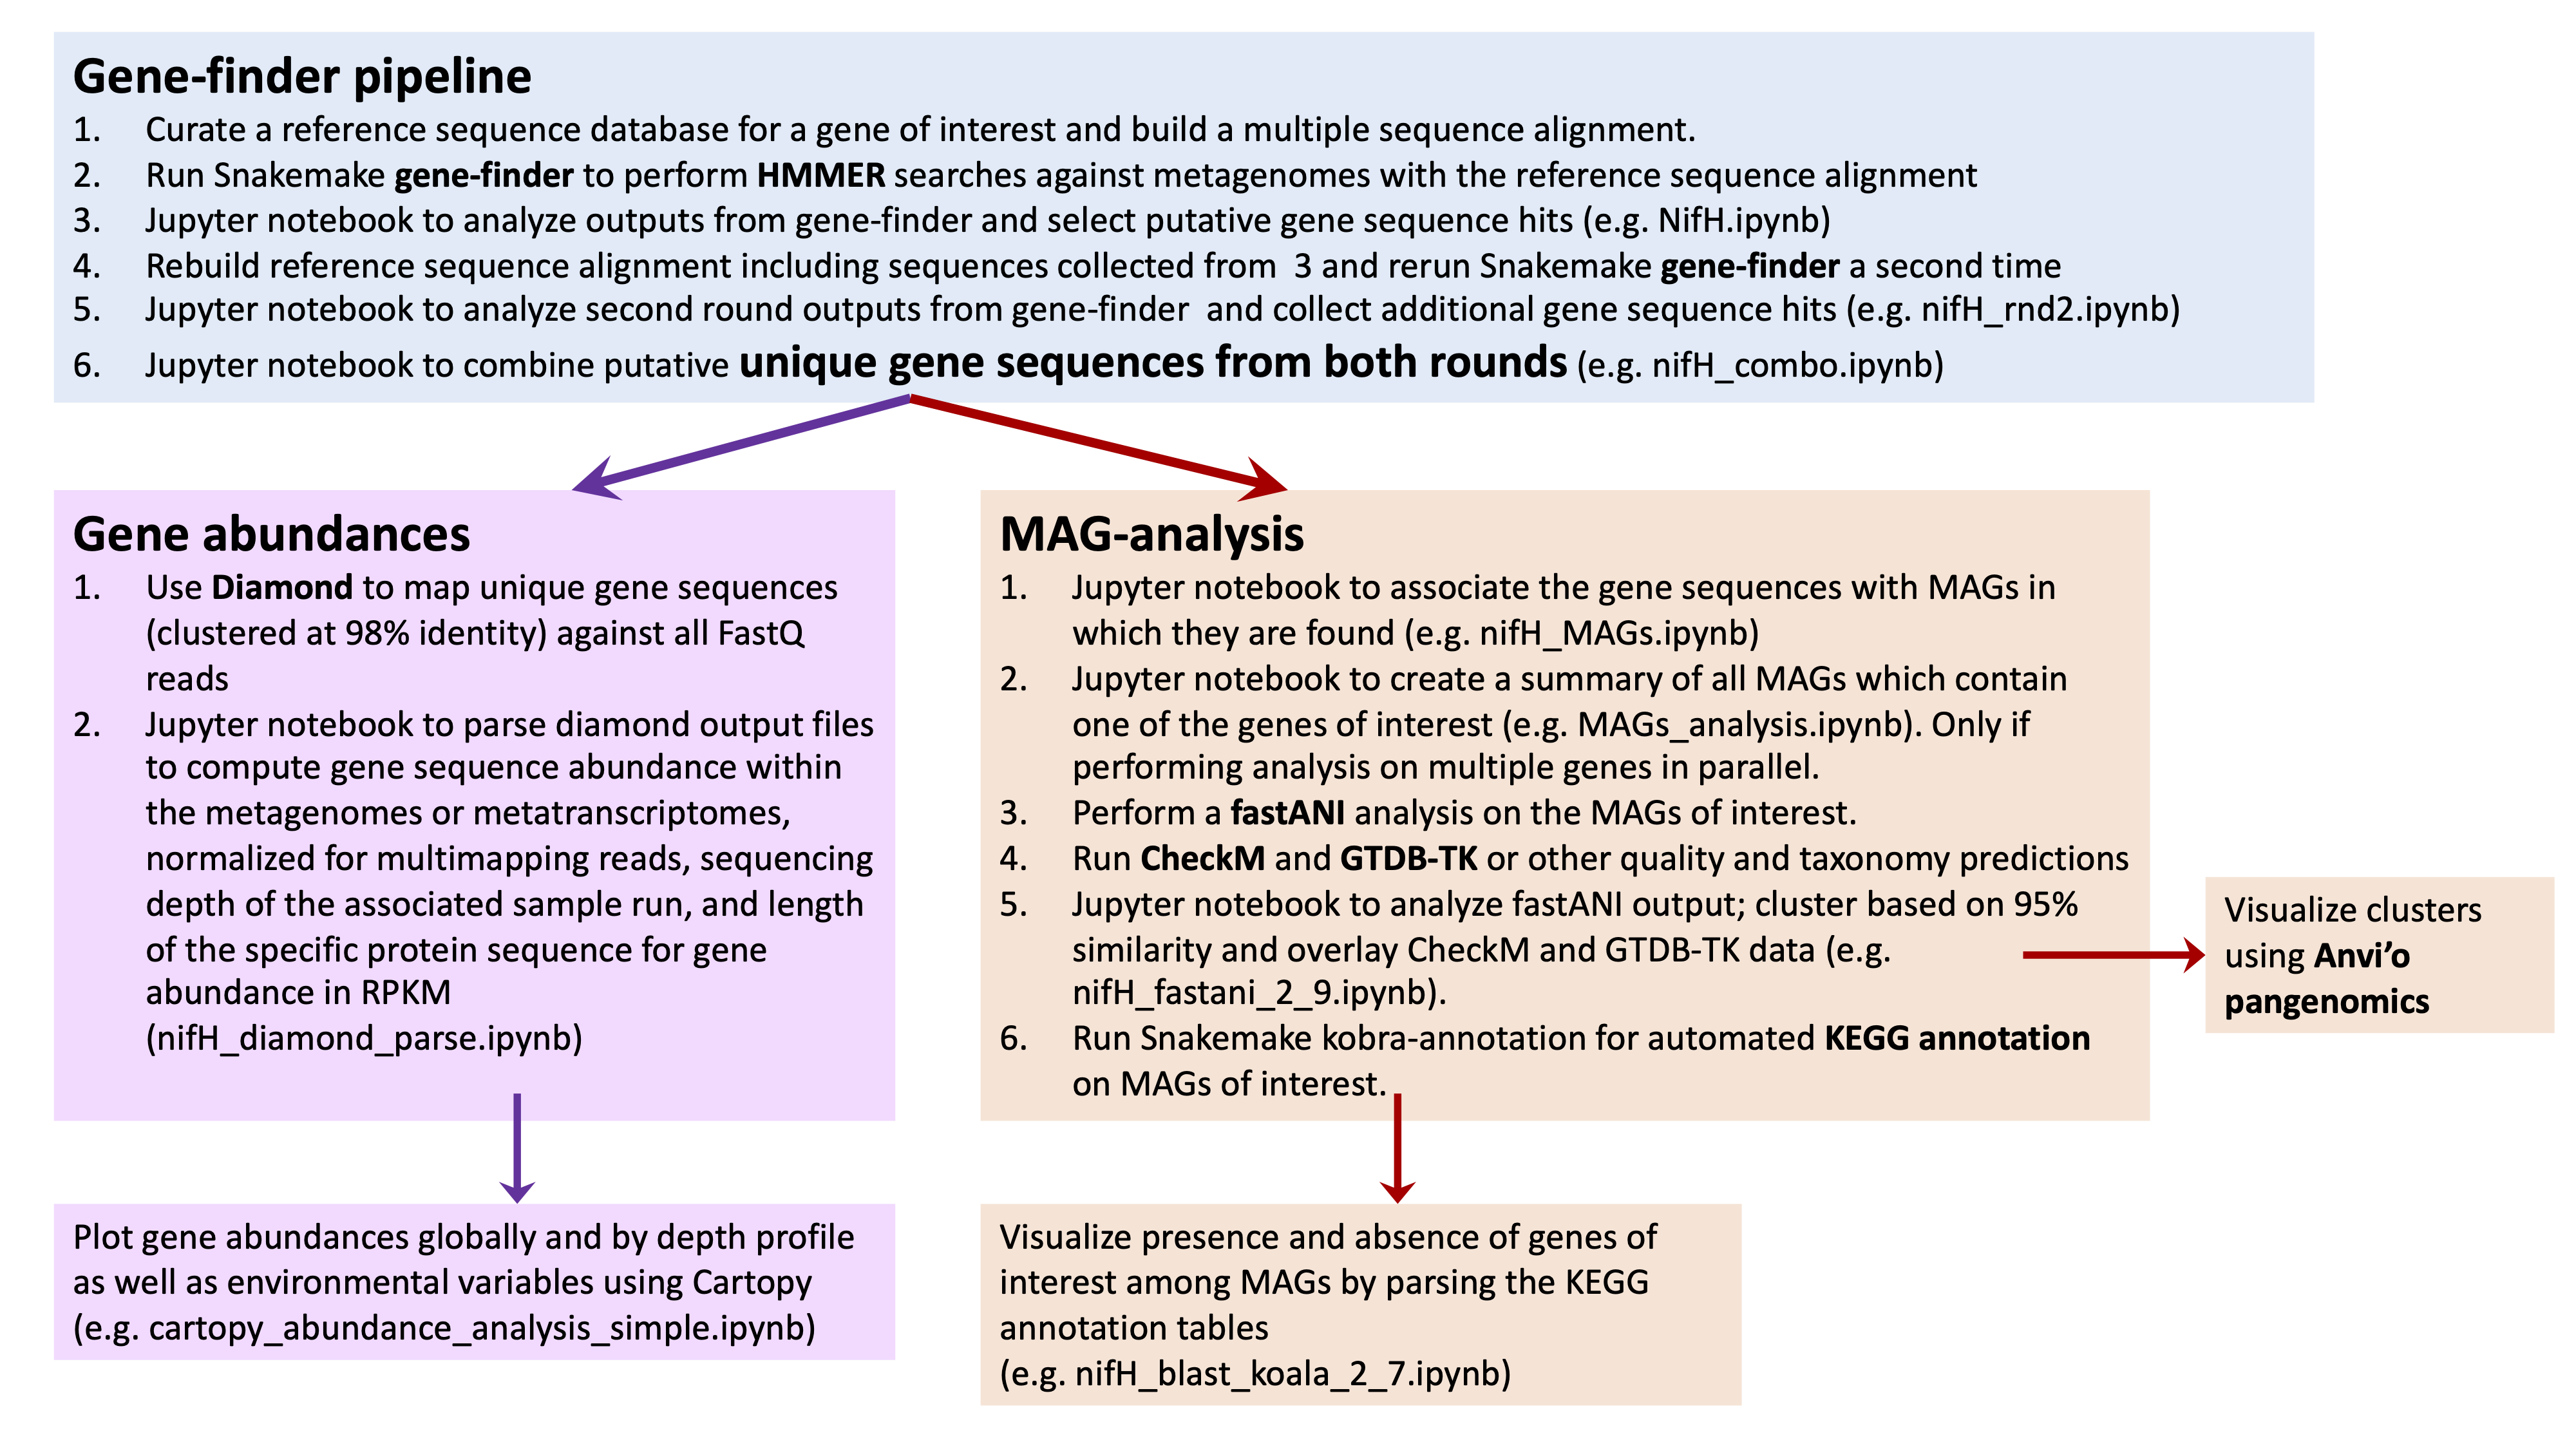 Gene-finder pipeline
1. Curate a reference sequence database for a gene of interest and build a multiple sequence alignment.
2. Run Snakemake gene-finder to perform HMMER searches against metagenomes with the reference sequence alignment
3. Jupyter notebook to analyze outputs from gene-finder and select putative gene sequence hits (e.g. NifH.ipynb)
4. Rebuild reference sequence alignment including sequences collected from 3 and rerun Snakemake gene-finder a second time
5. Jupyter notebook to analyze second round outputs from gene-finder and collect additional gene sequence hits (e.g. nifH_rnd2.ipynb)
6. Jupyter notebook to combine putative unique gene sequences from both rounds (e.g. nifH_combo.ipynb)
Gene abundances
1. Use Diamond to map unique gene sequences
(clustered at 98% identity) against all FastQ
reads
2. Jupyter notebook to parse diamond output files
to compute gene sequence abundance within
the metagenomes or metatranscriptomes,
normalized for multimapping reads, sequencing
depth of the associated sample run, and length
of the specific protein sequence for gene
abundance in RPKM
(nifH_diamond_parse.ipynb)
Plot gene abundances globally and by depth profile
as well as environmental variables using Cartopy
(e.g. cartopy_abundance_analysis_simple.ipynb)
MAG-analysis
1. Jupyter notebook to associate the gene sequences with MAGs in
which they are found (e.g. nifH_MAGs.ipynb)
2. Jupyter notebook to create a summary of all MAGs which contain
one of the genes of interest (e.g. MAGs_analysis.ipynb). Only if
performing analysis on multiple genes in parallel.
3. Perform a fastANI analysis on the MAGs of interest.
4. Run CheckM and GTDB-TK or other quality and taxonomy predictions
5. Jupyter notebook to analyze fastANI output; cluster based on 95%
similarity and overlay CheckM and GTDB-TK data (e.g.
nifH_fastani_2_9.ipynb).
6. Run Snakemake kobra-annotation for automated KEGG annotation
on MAGs of interest.
Visualize clusters
using Anvi’o
pangenomics
Visualize presence and absence of genes of
interest among MAGs by parsing the KEGG
annotation tables
(e.g. nifH_blast_koala_2_7.ipynb)